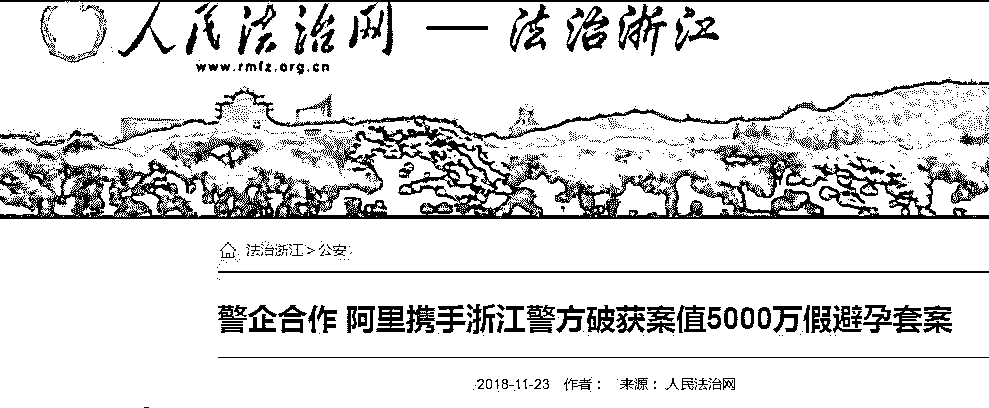 人民法治网 — 法治浙江
www.rmfz.org.cn
法治浙江 > 公安
警企合作 阿里携手浙江警方破获案值5000万假避孕套案
2018-11-23 作者： 来源： 人民法治网